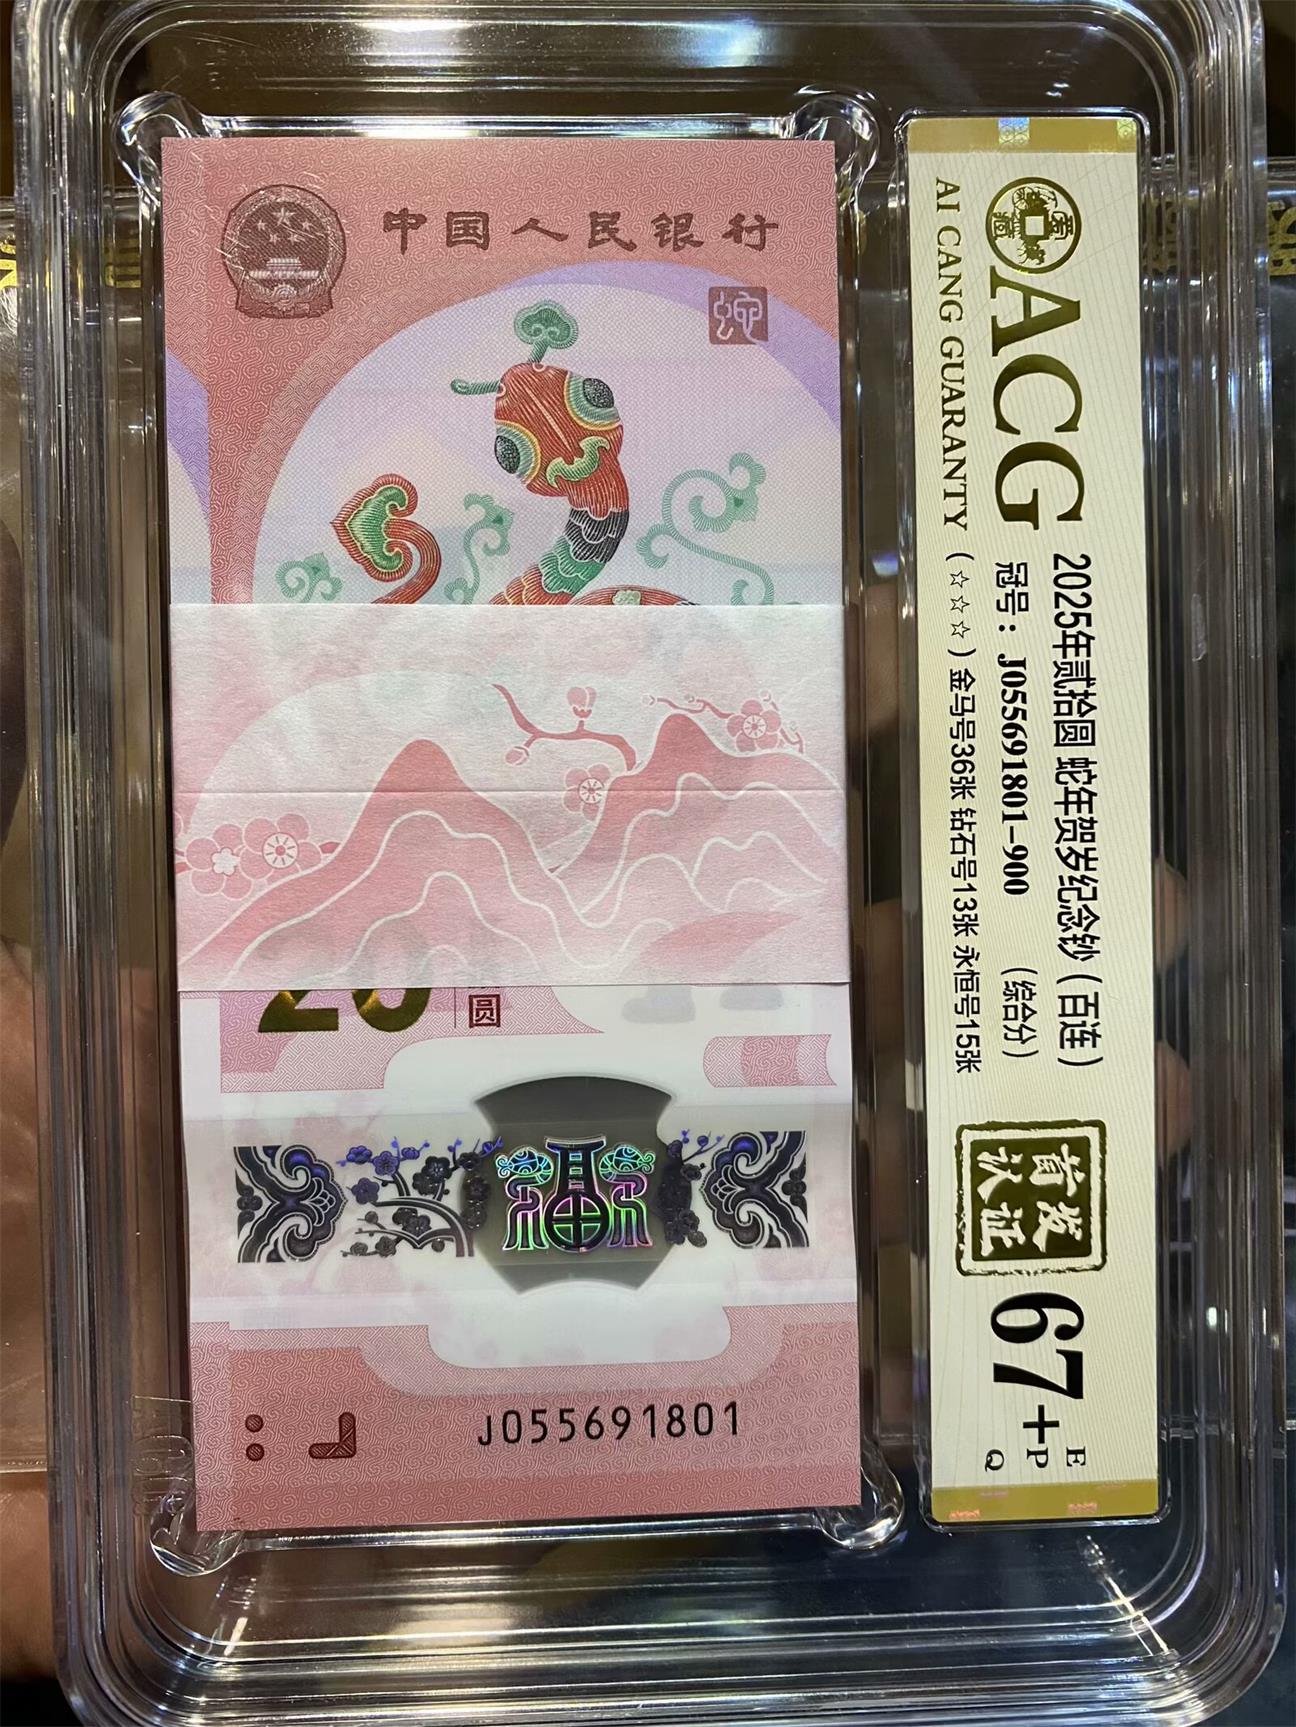 中国人民银行
蛇
20
圆
福
J055691801
ACG
AI CANG GUARANTY
2025年贰拾圆 蛇年贺岁纪念钞（百连）
冠号：J055691801-900 （综合分）
（☆☆☆）金马号36张 钻石号13张 永恒号15张
首发
认证
67+
E
P
Q